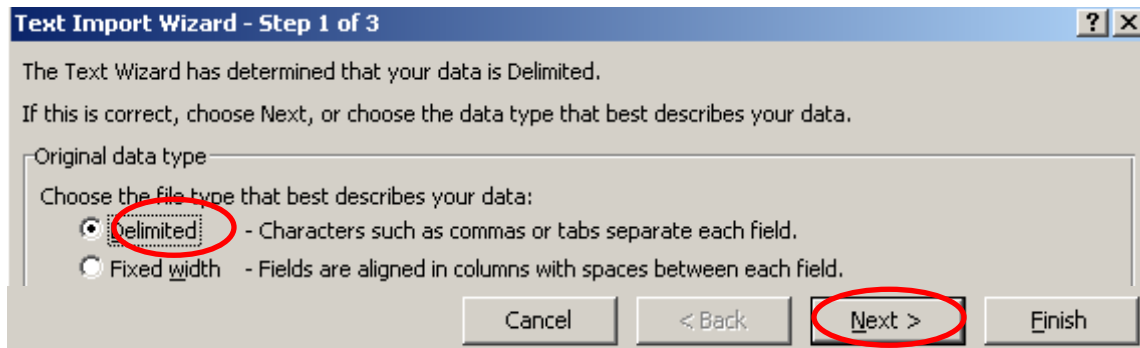 Text Import Wizard - Step 1 of 3 ? X
The Text Wizard has determined that your data is Delimited.
If this is correct, choose Next, or choose the data type that best describes your data.
Original data type
Choose the file type that best describes your data:
Delimited - Characters such as commas or tabs separate each field.
Fixed width - Fields are aligned in columns with spaces between each field.
Cancel < Back Next > Finish